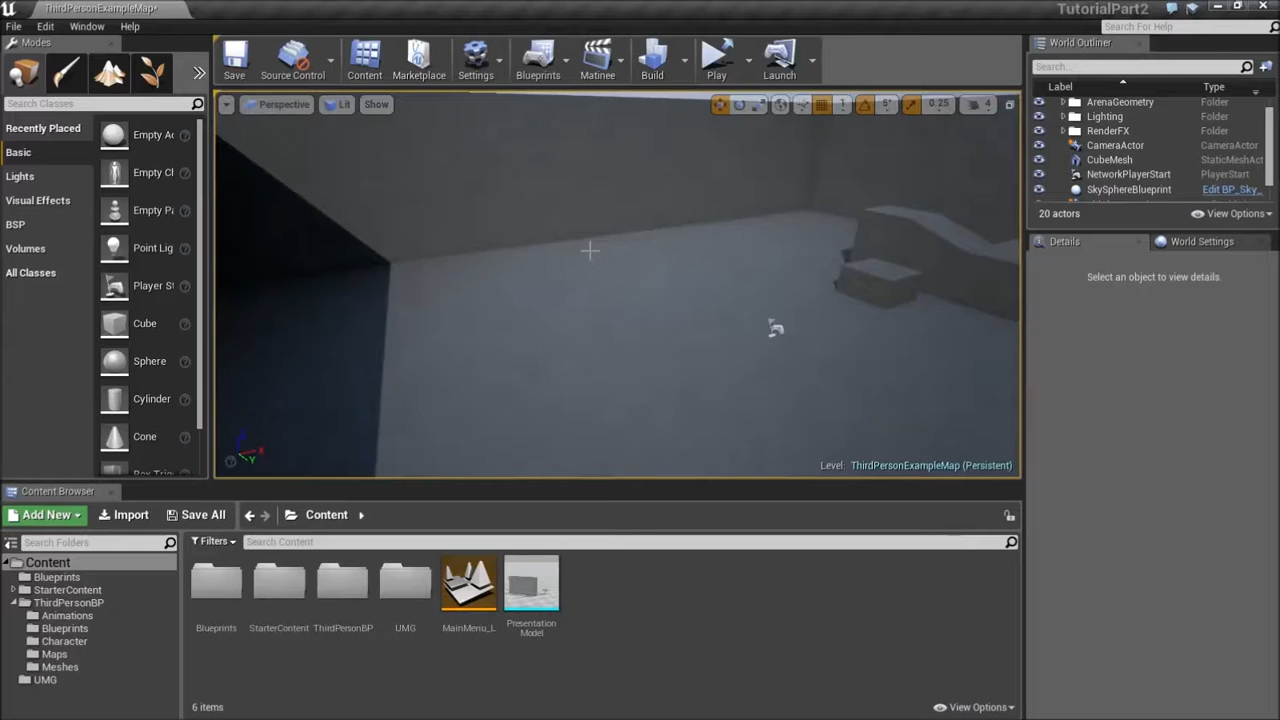 ThirdPersonExampleMap*
TutorialPart2
File Edit Window Help
Search For Help
Modes
Search Classes
Recently Placed
Basic
Lights
Visual Effects
BSP
Volumes
All Classes
Empty Ac
Empty Ch
Empty Pa
Point Lig
Player St
Cube
Sphere
Cylinder
Cone
Box Trig
Save
Source Control
Content
Marketplace
Settings
Blueprints
Matinee
Build
Play
Launch
Perspective
Lit
Show
1
5°
0.25
4
X
Y
Level: ThirdPersonExampleMap (Persistent)
World Outliner
Search...
Label Type
ArenaGeometry Folder
Lighting Folder
RenderFX Folder
CameraActor CameraActor
CubeMesh StaticMeshAct
NetworkPlayerStart PlayerStart
SkySphereBlueprint Edit BP_Sky_
20 actors View Options
Details
World Settings
Select an object to view details.
Content Browser
Add New
Import
Save All
Content
Search Folders
Filters
Search Content
Content
Blueprints
StarterContent
ThirdPersonBP
Animations
Blueprints
Character
Maps
Meshes
UMG
Blueprints
StarterContent
ThirdPersonBP
UMG
MainMenu_L
Presentation
Model
6 items
View Options